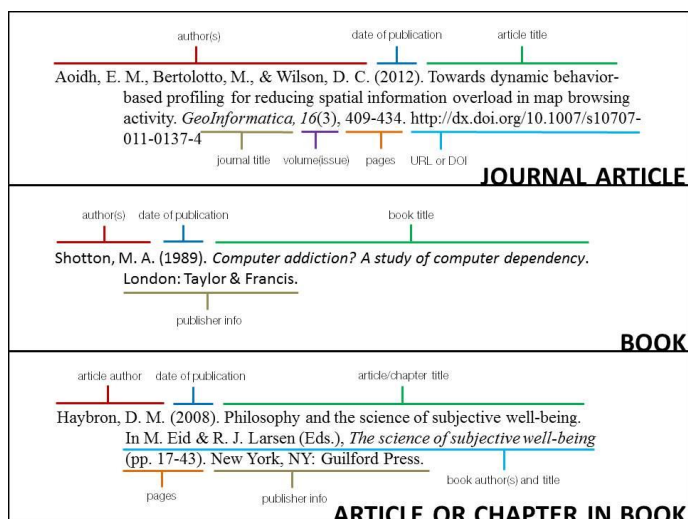 author(s) date of publication article title
Aoidh, E. M., Bertolotto, M., & Wilson, D. C. (2012). Towards dynamic behavior-
based profiling for reducing spatial information overload in map browsing
activity. GeoInformatica, 16(3), 409-434. http://dx.doi.org/10.1007/s10707-
011-0137-4
journal title volume(issue) pages URL or DOI
JOURNAL ARTICLE
author(s) date of publication book title
Shotton, M. A. (1989). Computer addiction? A study of computer dependency.
London: Taylor & Francis.
publisher info
BOOK
article author date of publication article/chapter title
Haybron, D. M. (2008). Philosophy and the science of subjective well-being.
In M. Eid & R. J. Larsen (Eds.), The science of subjective well-being
(pp. 17-43). New York, NY: Guilford Press.
book author(s) and title
pages publisher info
ARTICLE OR CHAPTER IN BOOK